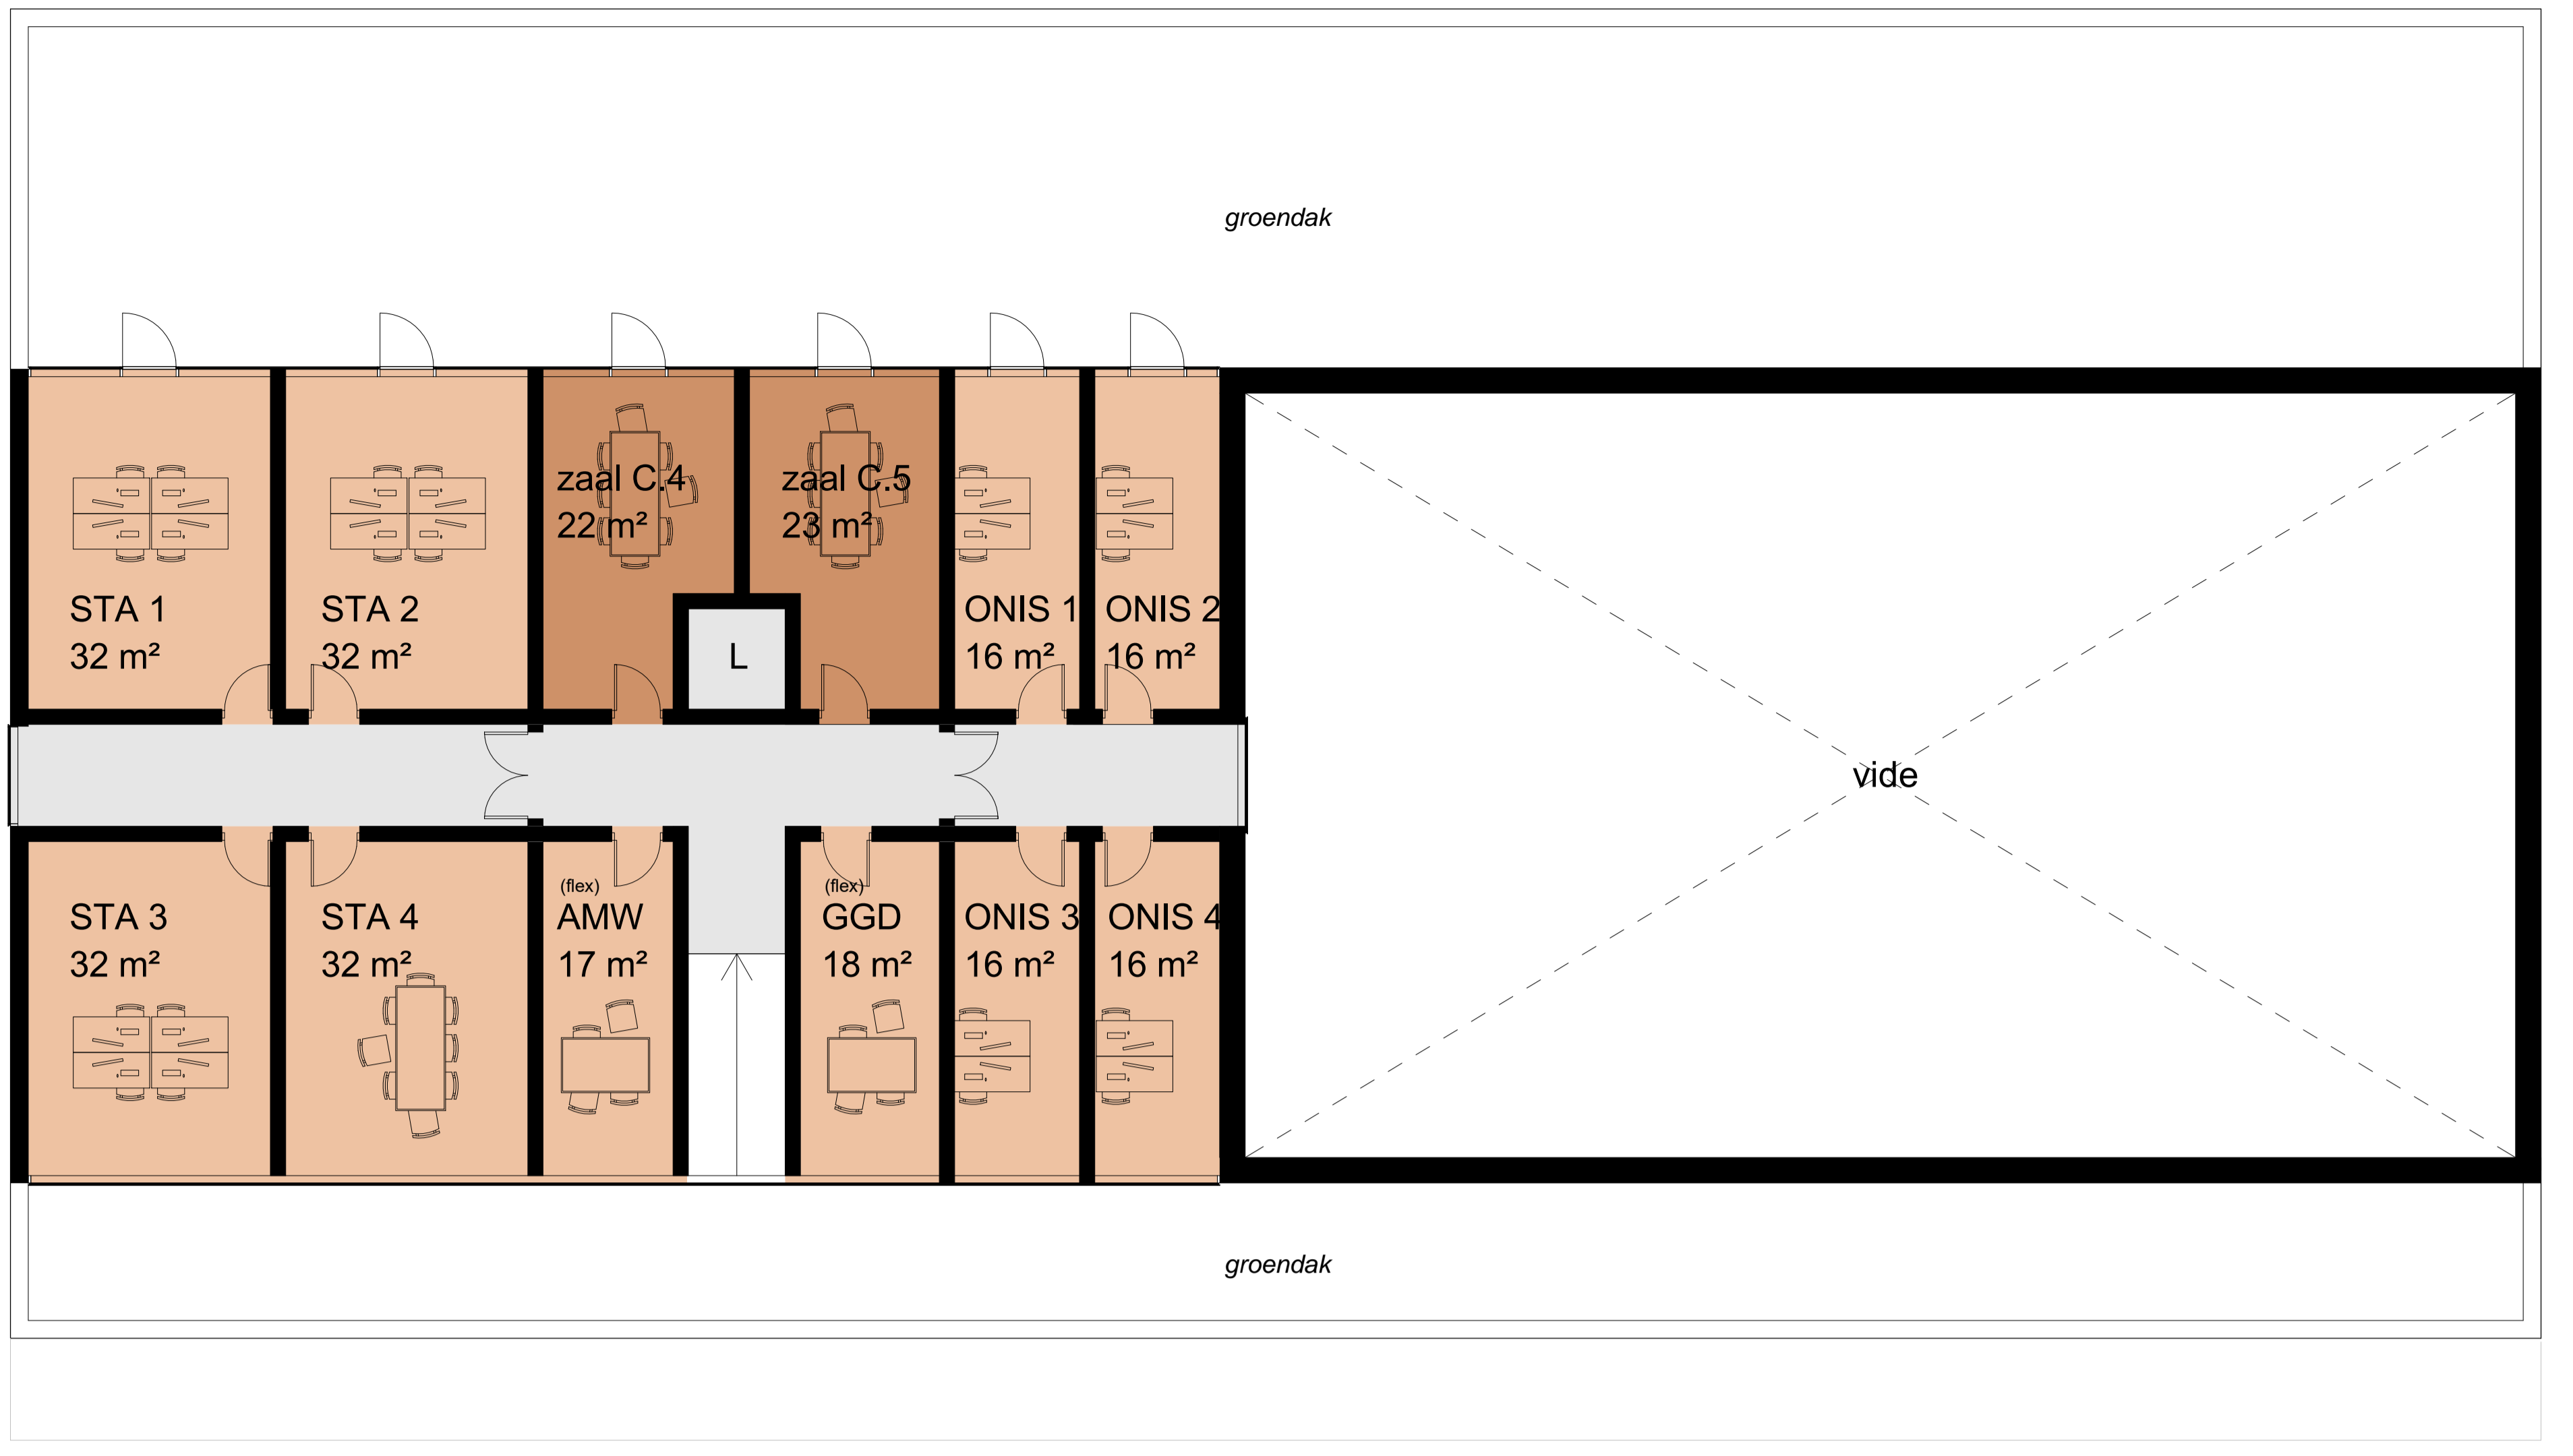 groendak
zaal C.4
22 m²
zaal C.5
23 m²
STA 1
32 m²
STA 2
32 m²
L
ONIS 1
16 m²
ONIS 2
16 m²
vide
STA 3
32 m²
STA 4
32 m²
(flex)
AMW
17 m²
(flex)
GGD
18 m²
ONIS 3
16 m²
ONIS 4
16 m²
groendak